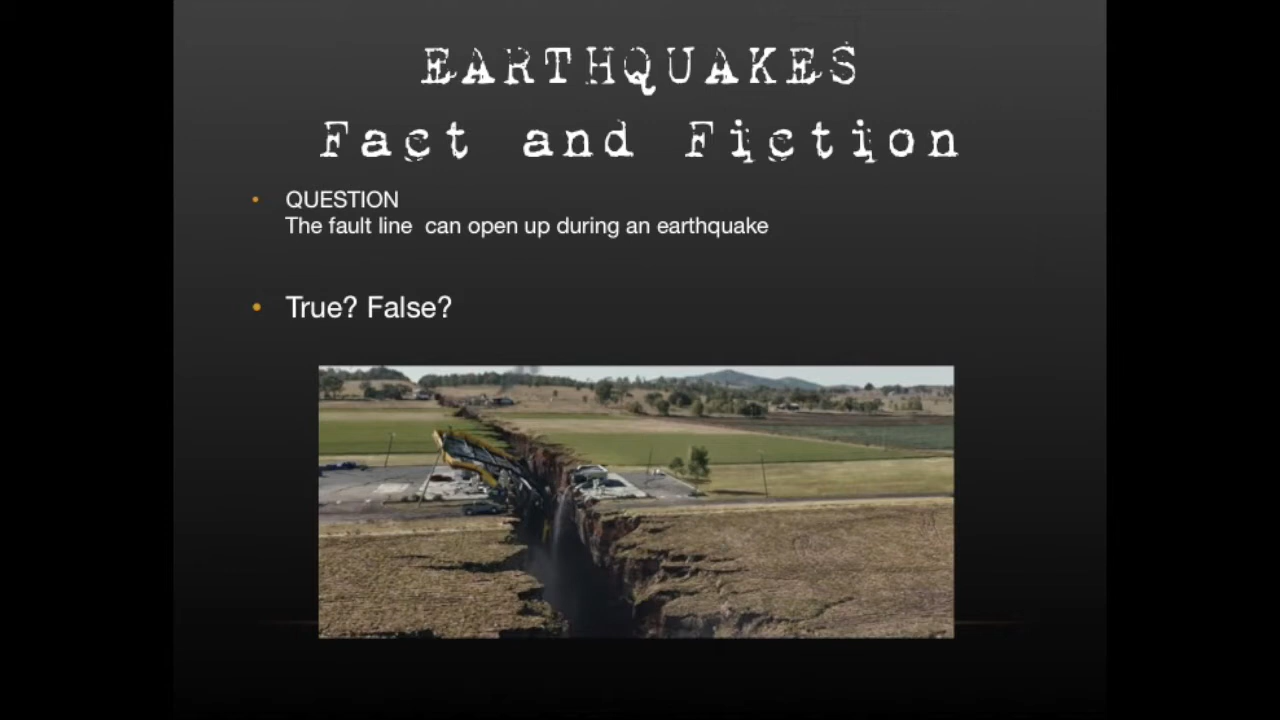 EARTHQUAKES
Fact and Fiction
• QUESTION
The fault line  can open up during an earthquake
• True? False?